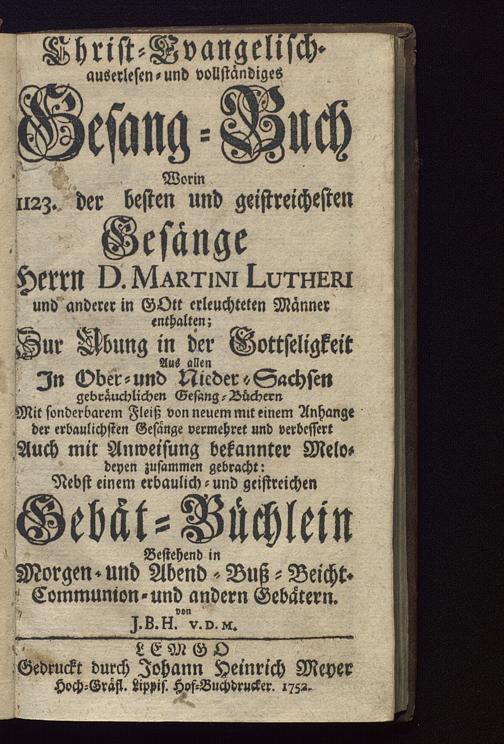 Christ-Evangelisch-
auserlesen-und vollständiges
Gesang-Buch
Worin
1123. der besten und geistreichesten
Gesänge
Herrn D. MARTINI LUTHERI
und anderer in GOtt erleuchteten Männer
enthalten;
Zur Ubung in der Gottseligkeit
Aus allen
In Ober-und Nieder-Sachsen
gebräuchlichen Gesang-Büchern
Mit sonderbarem Fleiß von neuem mit einem Anhange
der erbaulichsten Gesänge vermehret und verbessert
Auch mit Anweisung bekannter Melo-
deyen zusammen gebracht:
Nebst einem erbaulich-und geistreichen
Gebät-Büchlein
Bestehend in
Morgen-und Abend-Buß-Beicht-
Communion-und andern Gebätern.
von
J.B.H. V.D.M.
LEMGO
Gedruckt durch Johann Heinrich Meyer
Hoch-Gräfl. Lippis. Hof-Buchdrucker. 1752.